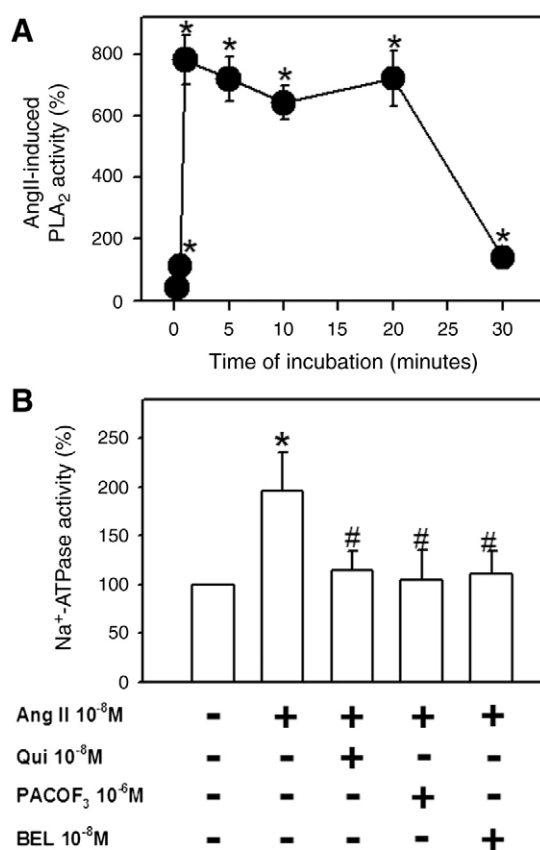 A
AngII-induced
PLA₂ activity (%)
800
600
400
200
0
*
*
*
*
*
*
0 5 10 15 20 25 30
Time of incubation (minutes)
B
Na⁺-ATPase activity (%)
250
200
150
100
50
0
* # # #
Ang II 10⁻⁸M - + + + +
Qui 10⁻⁸M - - + - -
PACOF₃ 10⁻⁶M - - - + -
BEL 10⁻⁸M - - - - +